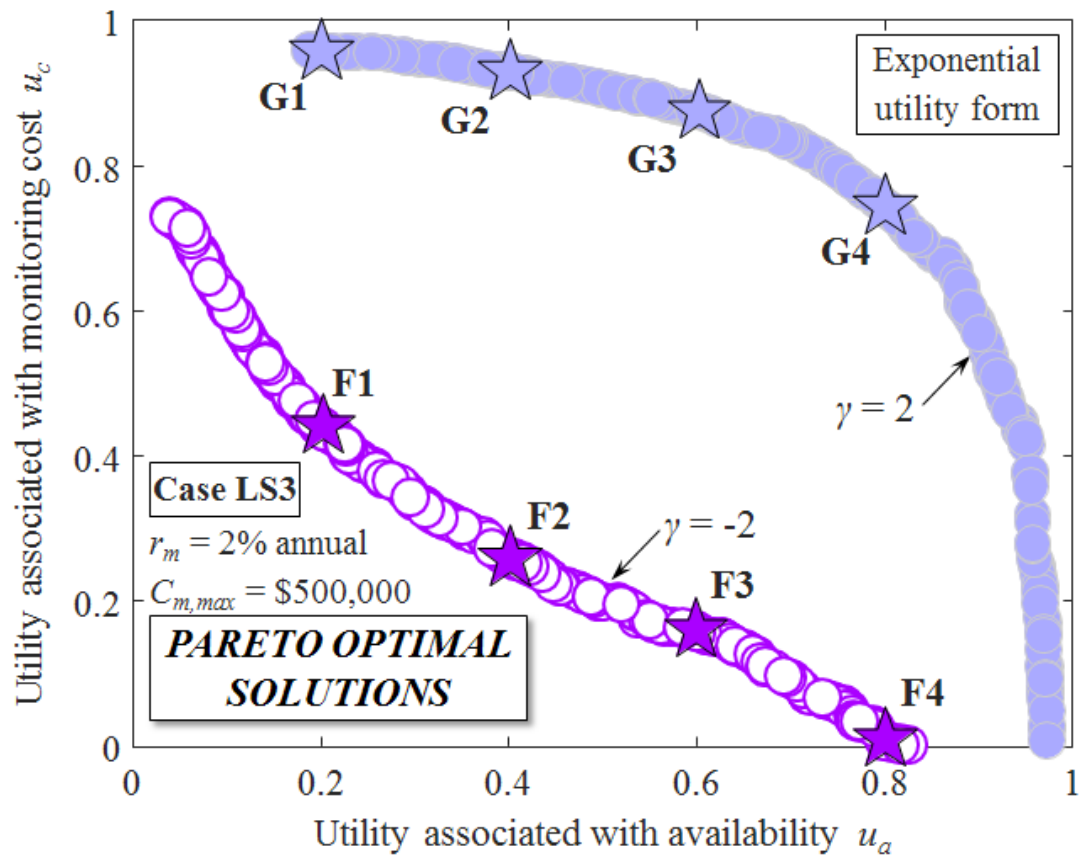 1
0.8
0.6
0.4
0.2
0
Utility associated with monitoring cost u_c
Exponential
utility form
G1
G2
G3
G4
γ = 2
F1
F2
F3
F4
γ = -2
Case LS3
r_m = 2% annual
C_m,max = $500,000
PARETO OPTIMAL
SOLUTIONS
0 0.2 0.4 0.6 0.8 1
Utility associated with availability u_a